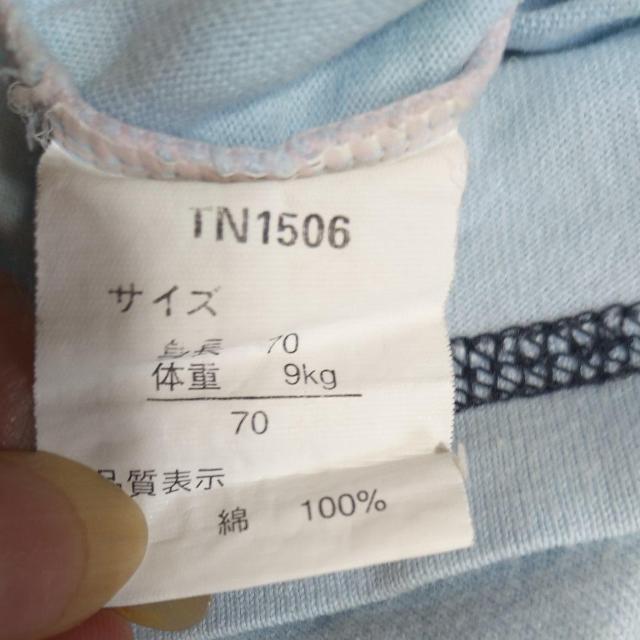 TN1506
サイズ
身長 70
体重 9kg
70
品質表示
綿 100%